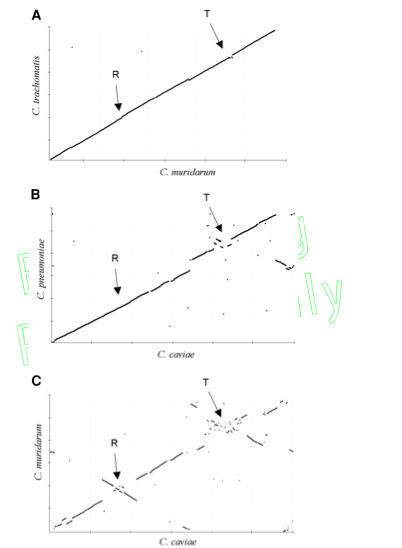 A
T
R
C. trachomatis
C. muridarum
B
T
R
C. pneumoniae
C. caviae
C
T
R
C. muridarum
C. caviae